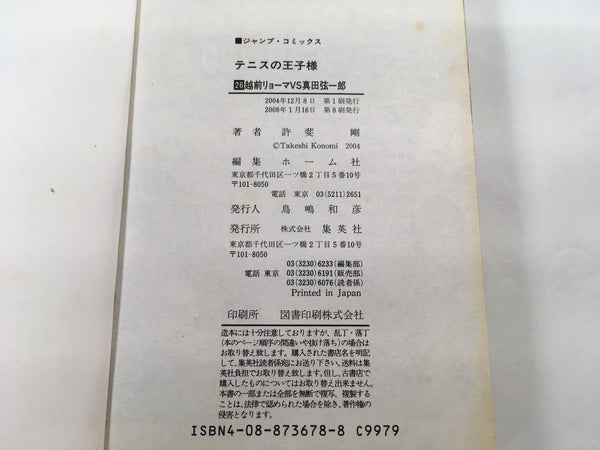 ■ジャンプ・コミックス
テニスの王子様
26越前リョーマVS真田弦一郎
2004年12月8日 第1刷発行
2008年1月16日 第8刷発行
著者 許斐 剛
©Takeshi Konomi 2004
編集 ホーム社
東京都千代田区一ツ橋2丁目5番10号
〒101-8050
電話 東京 03(5211)2651
発行人 鳥嶋和彦
発行所 株式会社 集英社
東京都千代田区一ツ橋2丁目5番10号
〒101-8050
03(3230)6233(編集部)
電話 東京 03(3230)6191(販売部)
03(3230)6076(読者係)
Printed in Japan
印刷所 図書印刷株式会社
造本には十分注意しておりますが、乱丁・落丁
(本のページ順序の間違いや抜け落ち)の場合は
お取り替え致します。購入された書店名を明記
して、集英社読者係宛にお送り下さい。送料は集
英社負担でお取り替え致します。但し、古書店で
購入したものについてはお取り替え出来ません。
本書の一部または全部を無断で複写、複製する
ことは、法律で認められた場合を除き、著作権の
侵害となります。
ISBN4-08-873678-8 C9979